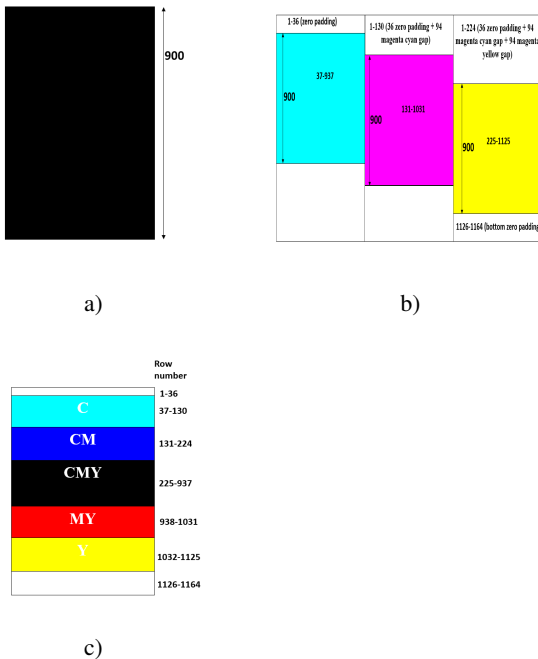 900
a)
1-36 (zero padding)
1-130 (36 zero padding + 94
magenta cyan gap)
1-224 (36 zero padding + 94
magenta cyan gap + 94 magenta
yellow gap)
37-937
900
131-1031
900
225-1125
900
1126-1164 (bottom zero padding
b)
Row
number
1-36
C
37-130
CM
131-224
CMY
225-937
MY
938-1031
Y
1032-1125
1126-1164
c)